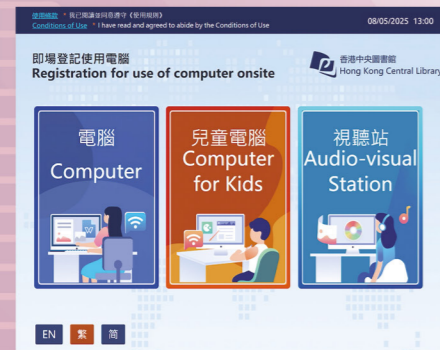 使用條款 * 我已閱讀並同意遵守《使用規則》
Conditions of Use * I have read and agreed to abide by the Conditions of Use
08/05/2025 13:00
即場登記使用電腦
Registration for use of computer onsite
香港中央圖書館
Hong Kong Central Library
電腦
Computer
兒童電腦
Computer
for Kids
視聽站
Audio-visual
Station
EN 繁 简